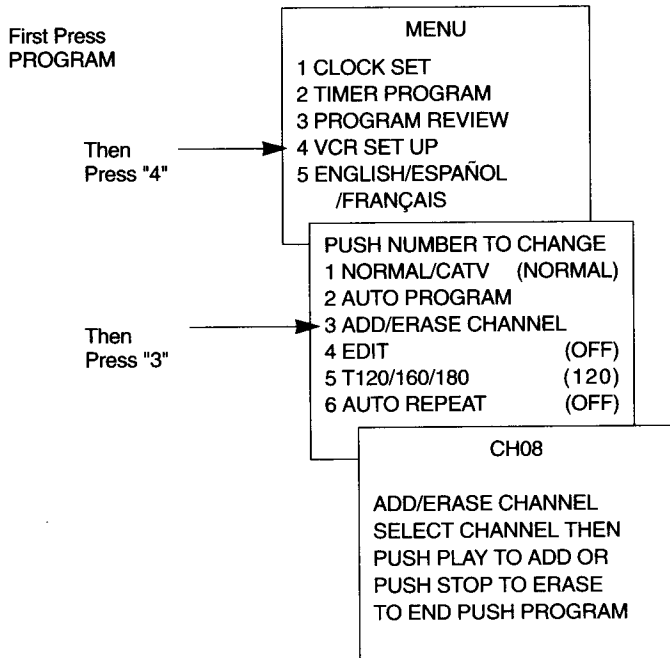 First Press
PROGRAM
MENU
1 CLOCK SET
2 TIMER PROGRAM
3 PROGRAM REVIEW
4 VCR SET UP
5 ENGLISH/ESPAÑOL
/FRANÇAIS
Then
Press "4"
PUSH NUMBER TO CHANGE
1 NORMAL/CATV (NORMAL)
2 AUTO PROGRAM
3 ADD/ERASE CHANNEL
4 EDIT (OFF)
5 T120/160/180 (120)
6 AUTO REPEAT (OFF)
Then
Press "3"
CH08
ADD/ERASE CHANNEL
SELECT CHANNEL THEN
PUSH PLAY TO ADD OR
PUSH STOP TO ERASE
TO END PUSH PROGRAM